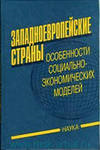 ЗАПАДНОЕВРОПЕЙСКИЕ
СТРАНЫ
ОСОБЕННОСТИ
СОЦИАЛЬНО-
ЭКОНОМИЧЕСКИХ
МОДЕЛЕЙ
НАУКА